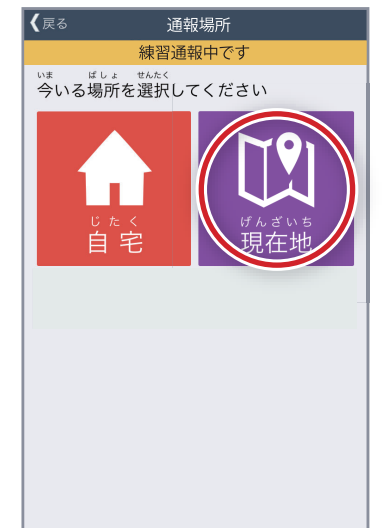 戻る 通報場所
練習通報中です
いま ばしょ せんたく
今いる場所を選択してください
じたく
自宅
げんざいち
現在地